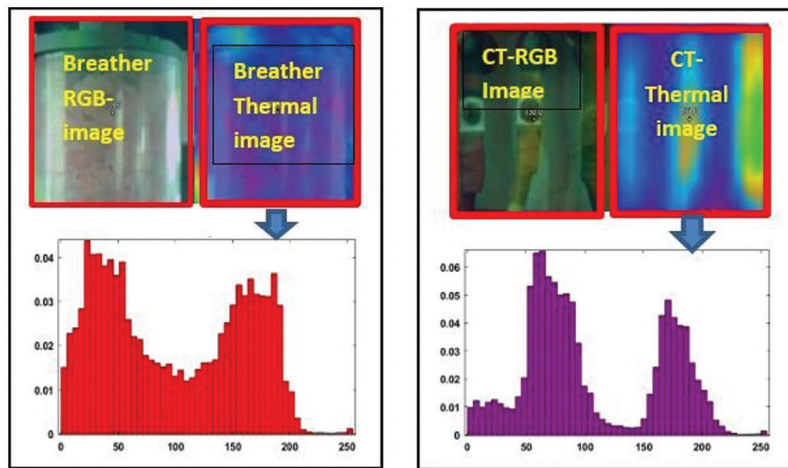 Breather
RGB-
image
Breather
Thermal
image
0.04
0.03
0.02
0.01
0
0 50 100 150 200 250
CT-RGB
Image
CT-
Thermal
image
0.06
0.05
0.04
0.03
0.02
0.01
0
0 50 100 150 200 250